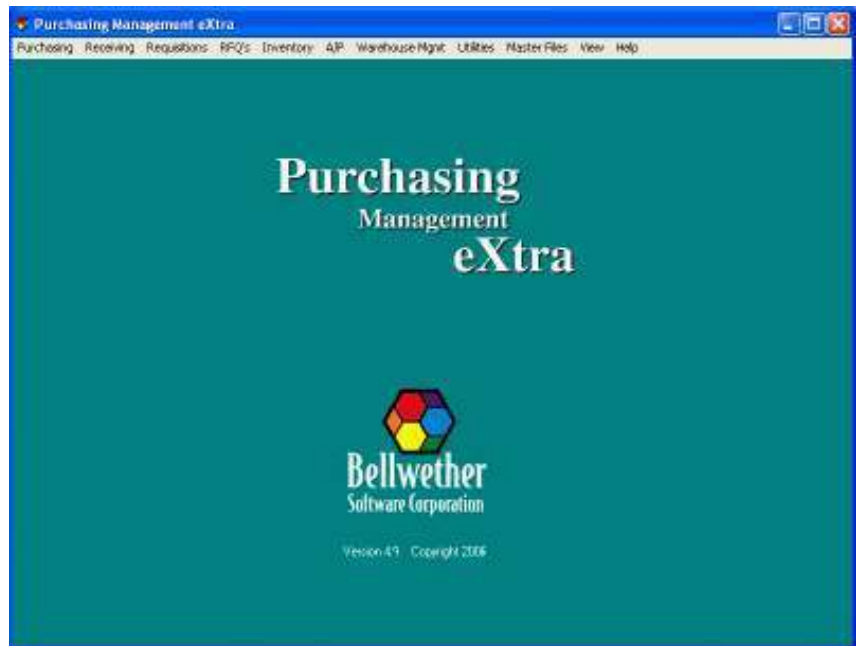 Purchasing Management eXtra
Purchasing Receiving Requisitions RFQ's Inventory A/P Warehouse Mgmt Utilities Master Files View Help
Purchasing
Management
eXtra
Bellwether
Software Corporation
Version 4.9 Copyright 2006